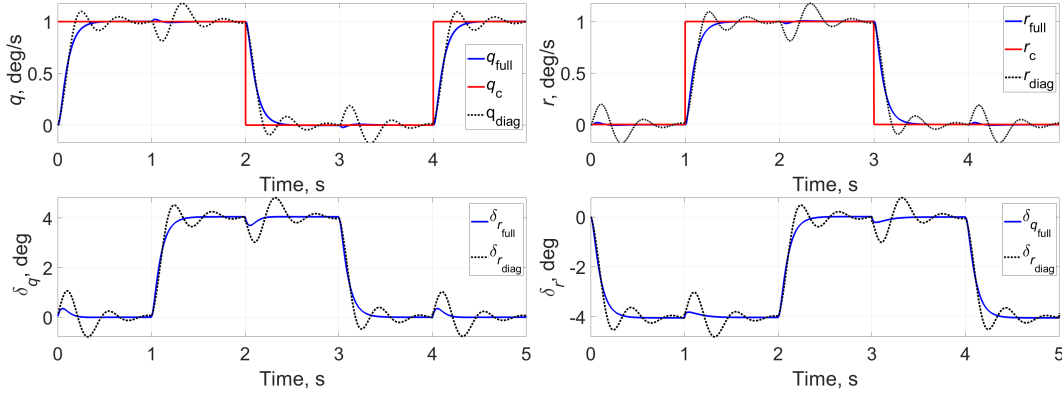 q, deg/s
1
0.5
0
q_full
q_c
q_diag
0 1 2 3 4 5
Time, s
r, deg/s
1
0.5
0
r_full
r_c
r_diag
0 1 2 3 4 5
Time, s
δ_q, deg
4
2
0
δ_r_full
δ_r_diag
0 1 2 3 4 5
Time, s
δ_r, deg
0
-2
-4
δ_q_full
δ_r_diag
0 1 2 3 4 5
Time, s